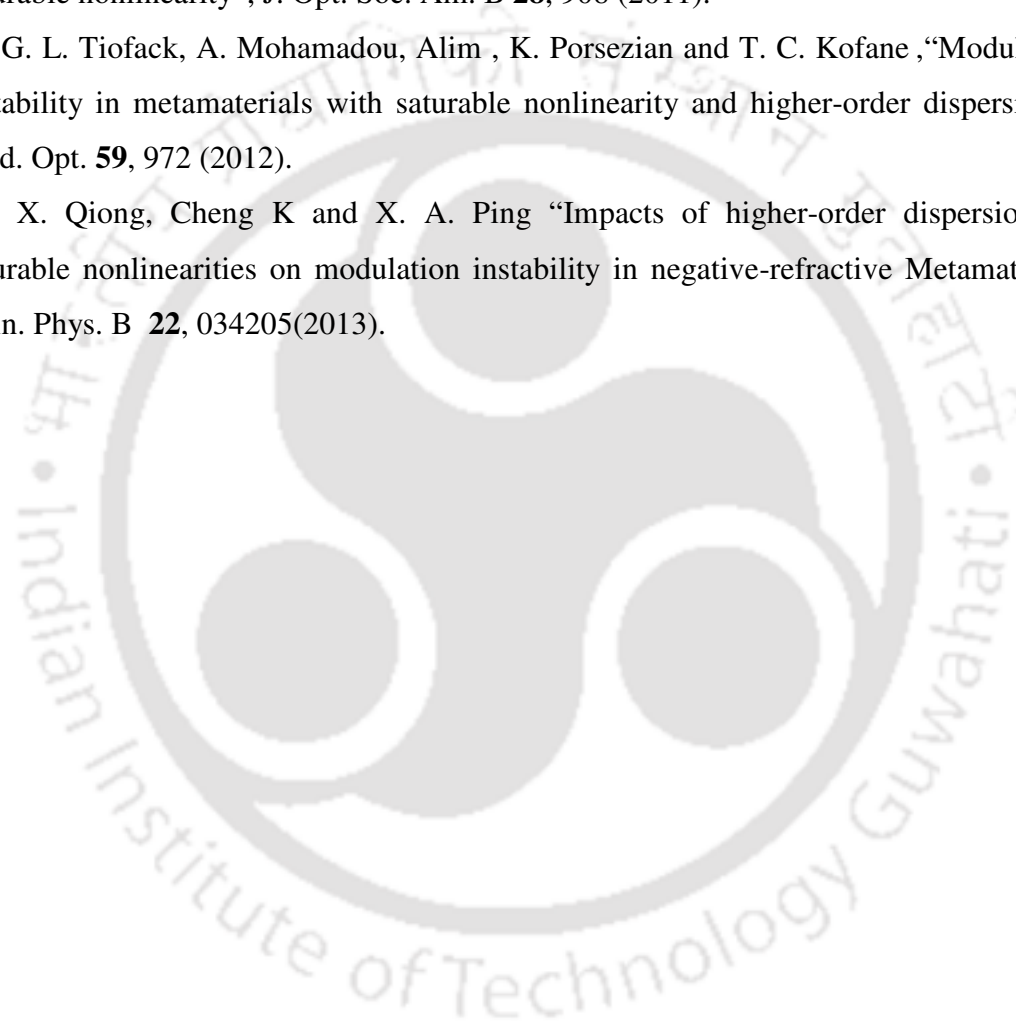 urable nonlinearity", J. Opt. Soc. Am. B 28, 906 (2011).
G. L. Tiofack, A. Mohamadou, Alim , K. Porsezian and T. C. Kofane ,“Modul
tability in metamaterials with saturable nonlinearity and higher-order dispersi
d. Opt. 59, 972 (2012).
X. Qiong, Cheng K and X. A. Ping “Impacts of higher-order dispersio
urable nonlinearities on modulation instability in negative-refractive Metamat
n. Phys. B 22, 034205(2013).
Indian Institute of Technology Guwahati